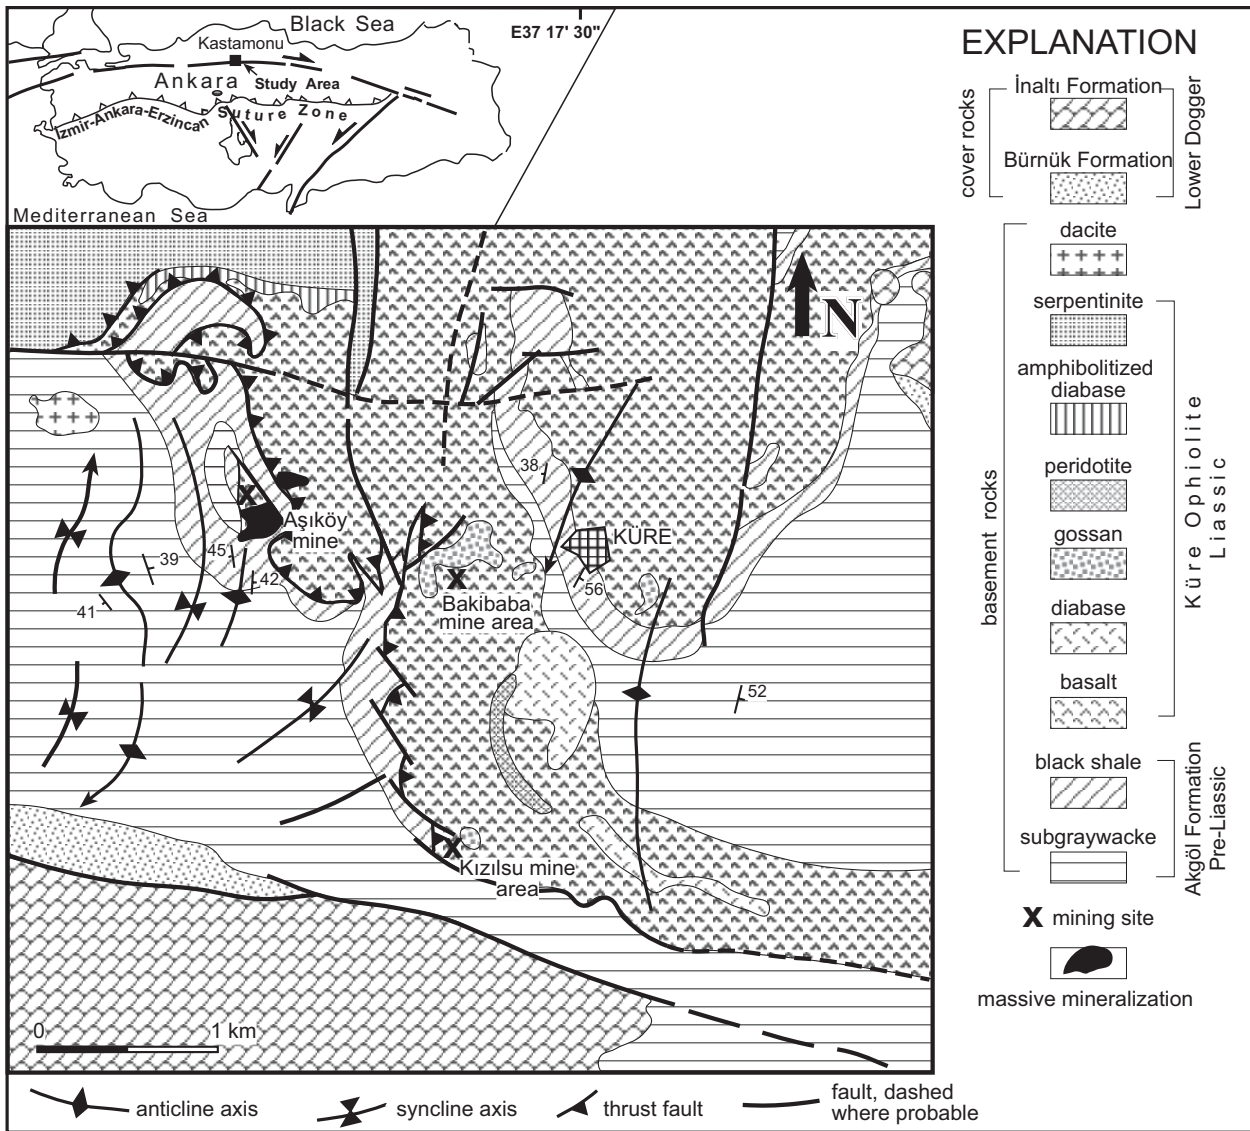 Black Sea
E37 17' 30"
Kastamonu
Ankara
Study Area
Izmir-Ankara-Erzincan
Suture Zone
Mediterranean Sea
N
38
KÜRE
Aşıköy
mine
39
45
42
41
56
Bakibaba
mine area
52
Kızılsu mine
area
0
1 km
EXPLANATION
İnaltı Formation
Bürnük Formation
cover rocks
Lower Dogger
dacite
serpentinite
amphibolitized
diabase
peridotite
gossan
diabase
basalt
black shale
subgraywacke
basement rocks
Küre Ophiolite
Liassic
Akgöl Formation
Pre-Liassic
X mining site
massive mineralization
anticline axis
syncline axis
thrust fault
fault, dashed
where probable